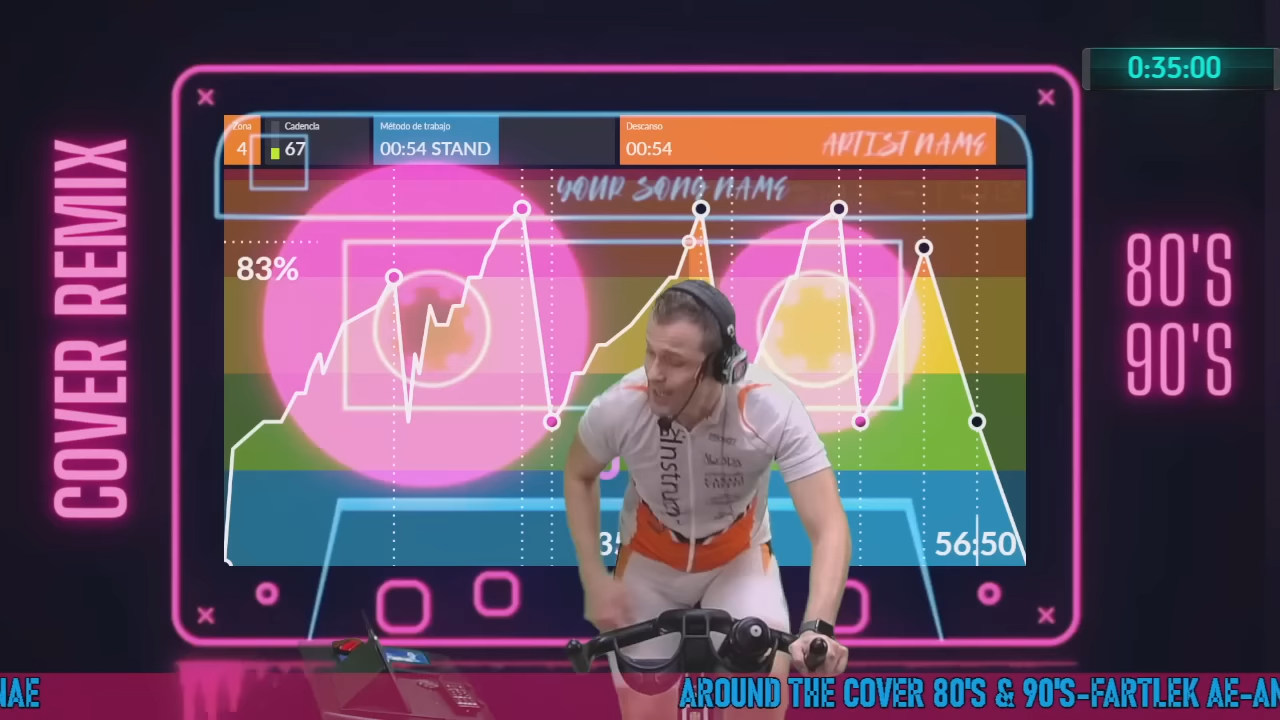 0:35:00
Zona
4
Cadencia
67
Método de trabajo
00:54 STAND
Descanso
00:54
ARTIST NAME
YOUR SONG NAME
83%
COVER REMIX
80'S
90'S
Instrum
56:50
NAE
AROUND THE COVER 80'S & 90'S-FARTLEK AE-AN